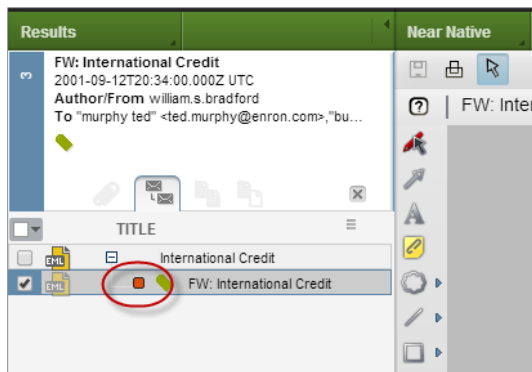 Results
Near Native
3
FW: International Credit
2001-09-12T20:34:00.000Z UTC
Author/From william.s.bradford
To "murphy ted" <ted.murphy@enron.com>,"bu...
? | FW: Inter
A
TITLE
EML International Credit
EML FW: International Credit